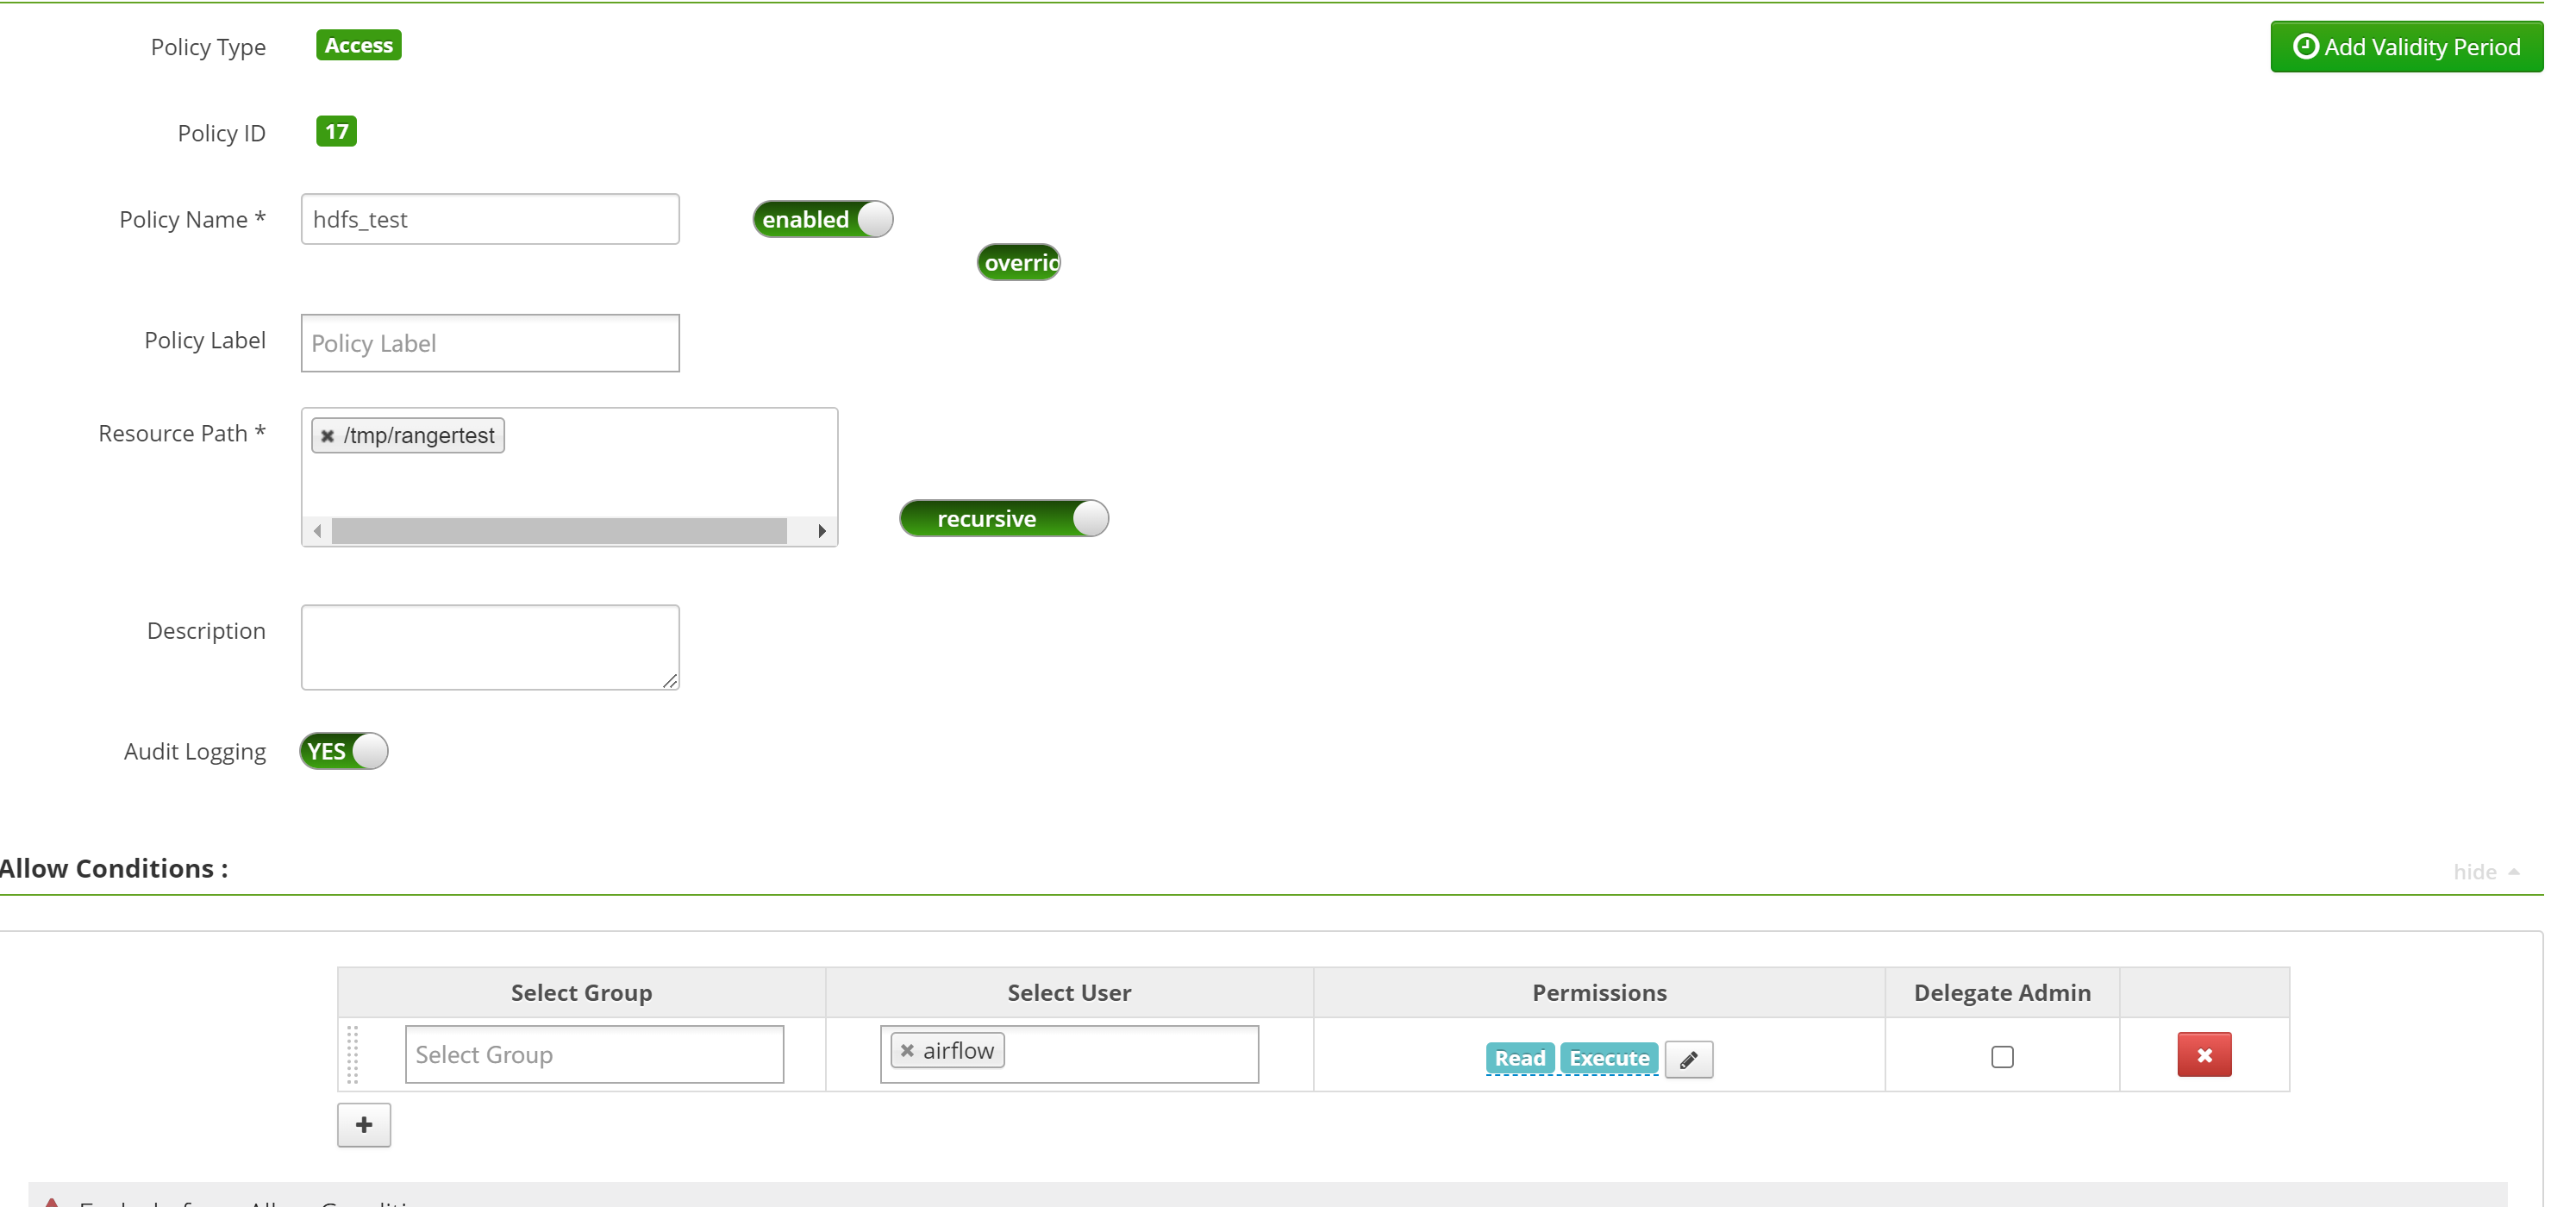 Policy Type Access Add Validity Period
Policy ID 17
Policy Name * hdfs_test enabled
overric
Policy Label Policy Label
Resource Path * /tmp/rangertest
recursive
Description
Audit Logging YES
Allow Conditions :
hide
Select Group Select User Permissions Delegate Admin
Select Group airflow Read Execute